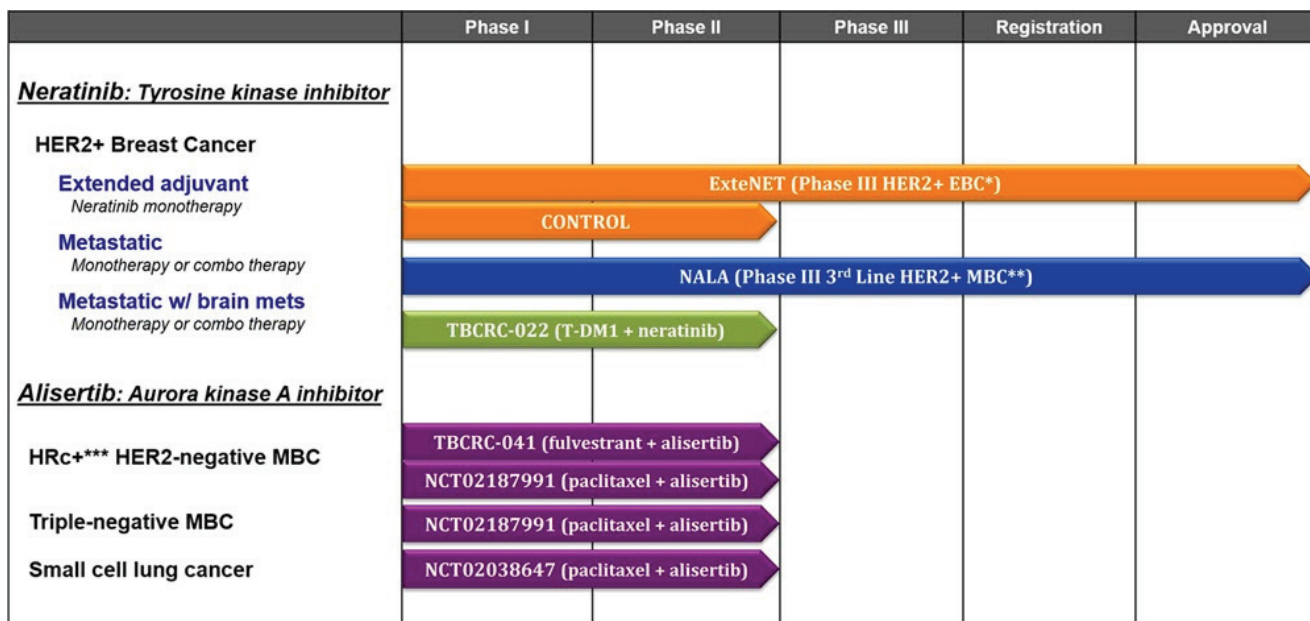 Phase I Phase II Phase III Registration Approval
Neratinib: Tyrosine kinase inhibitor
HER2+ Breast Cancer
Extended adjuvant
Neratinib monotherapy
ExteNET (Phase III HER2+ EBC*)
CONTROL
Metastatic
Monotherapy or combo therapy
NALA (Phase III 3rd Line HER2+ MBC**)
Metastatic w/ brain mets
Monotherapy or combo therapy
TBCRC-022 (T-DM1 + neratinib)
Alisertib: Aurora kinase A inhibitor
HRc+*** HER2-negative MBC
TBCRC-041 (fulvestrant + alisertib)
NCT02187991 (paclitaxel + alisertib)
Triple-negative MBC
NCT02187991 (paclitaxel + alisertib)
Small cell lung cancer
NCT02038647 (paclitaxel + alisertib)